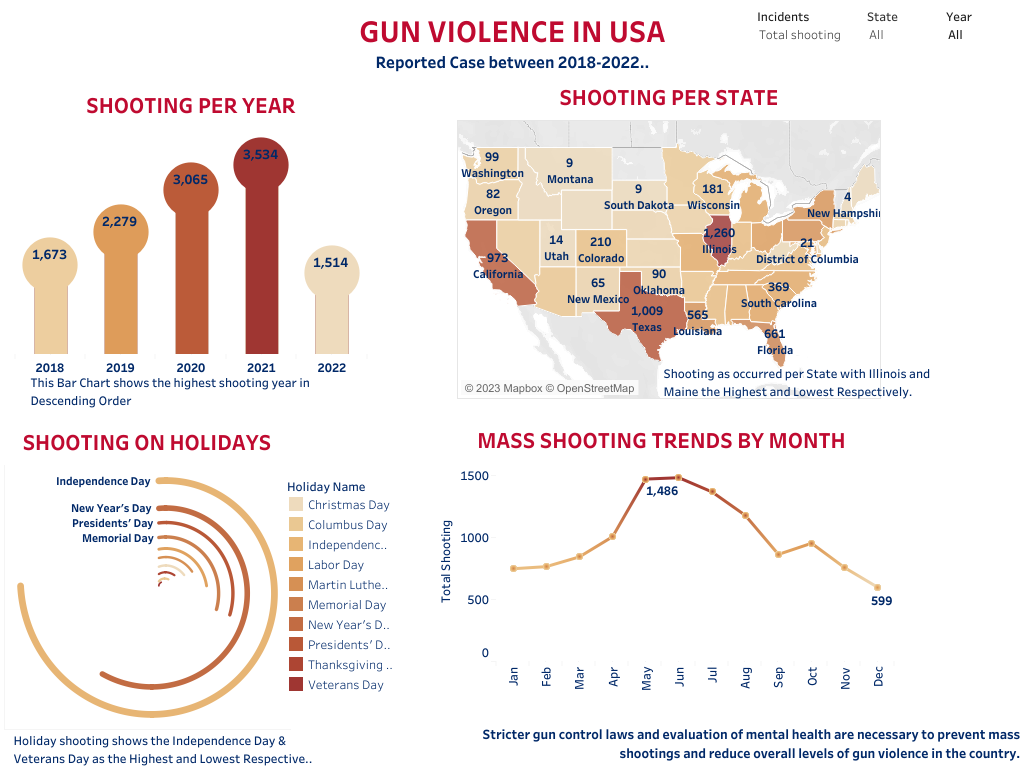 GUN VIOLENCE IN USA
Reported Case between 2018-2022..
Incidents State Year
Total shooting All All
SHOOTING PER YEAR
1,673
2,279
3,065
3,534
1,514
2018 2019 2020 2021 2022
This Bar Chart shows the highest shooting year in
Descending Order
SHOOTING PER STATE
99
Washington
9
Montana
82
Oregon
9
South Dakota
181
Wisconsin
4
New Hampshir
1,260
Illinois
973
California
14
Utah
210
Colorado
21
District of Columbia
65
New Mexico
90
Oklahoma
369
South Carolina
1,009
Texas
565
Louisiana
661
Florida
© 2023 Mapbox © OpenStreetMap
Shooting as occurred per State with Illinois and
Maine the Highest and Lowest Respectively.
SHOOTING ON HOLIDAYS
Independence Day
New Year's Day
Presidents' Day
Memorial Day
Holiday Name
Christmas Day
Columbus Day
Independenc..
Labor Day
Martin Luthe..
Memorial Day
New Year's D..
Presidents' D..
Thanksgiving ..
Veterans Day
Holiday shooting shows the Independence Day &
Veterans Day as the Highest and Lowest Respective..
MASS SHOOTING TRENDS BY MONTH
Total Shooting
1500
1000
500
0
1,486
599
Jan Feb Mar Apr May Jun Jul Aug Sep Oct Nov Dec
Stricter gun control laws and evaluation of mental health are necessary to prevent mass
shootings and reduce overall levels of gun violence in the country.